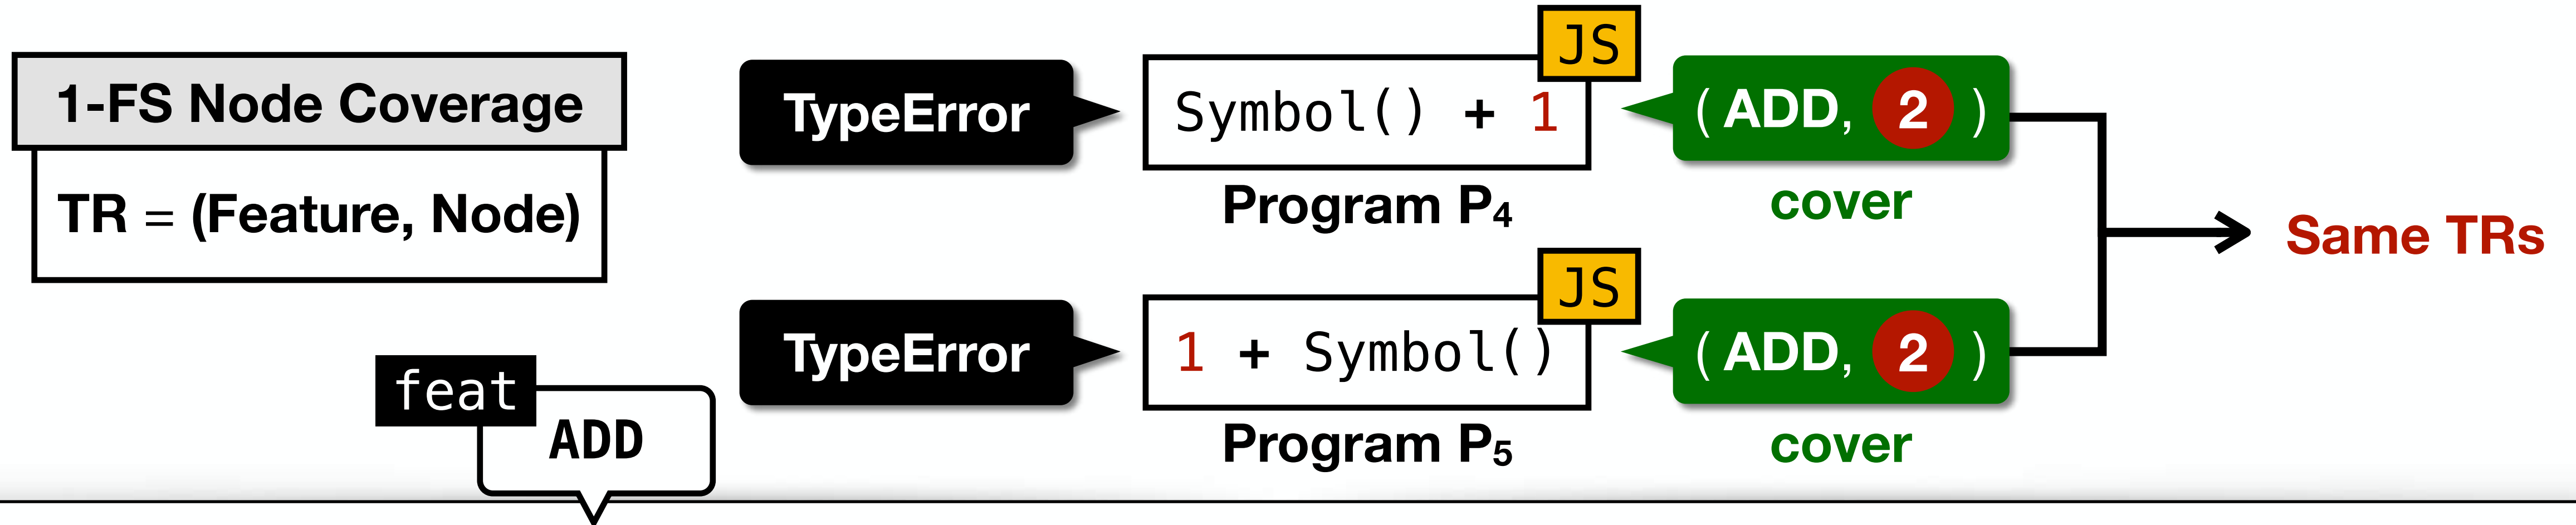 1-FS Node Coverage
TR = (Feature, Node)
TypeError
JS
Symbol() + 1
Program P₄
( ADD, 2 )
cover
Same TRs
TypeError
JS
1 + Symbol()
Program P₅
( ADD, 2 )
cover
feat
ADD